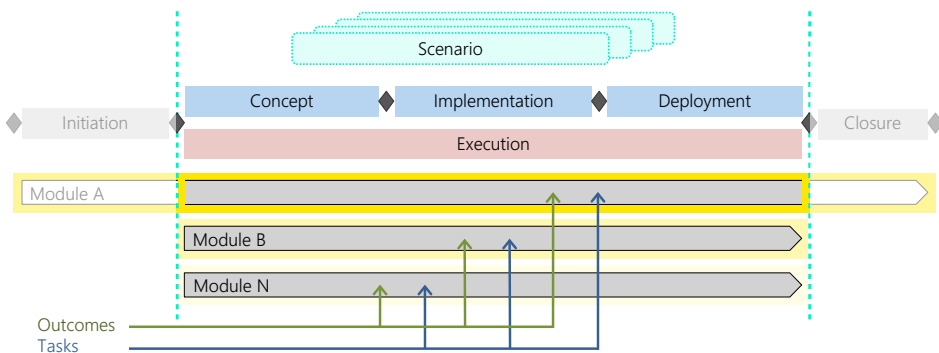 Scenario
Concept
Implementation
Deployment
Initiation
Closure
Execution
Module A
Module B
Module N
Outcomes
Tasks